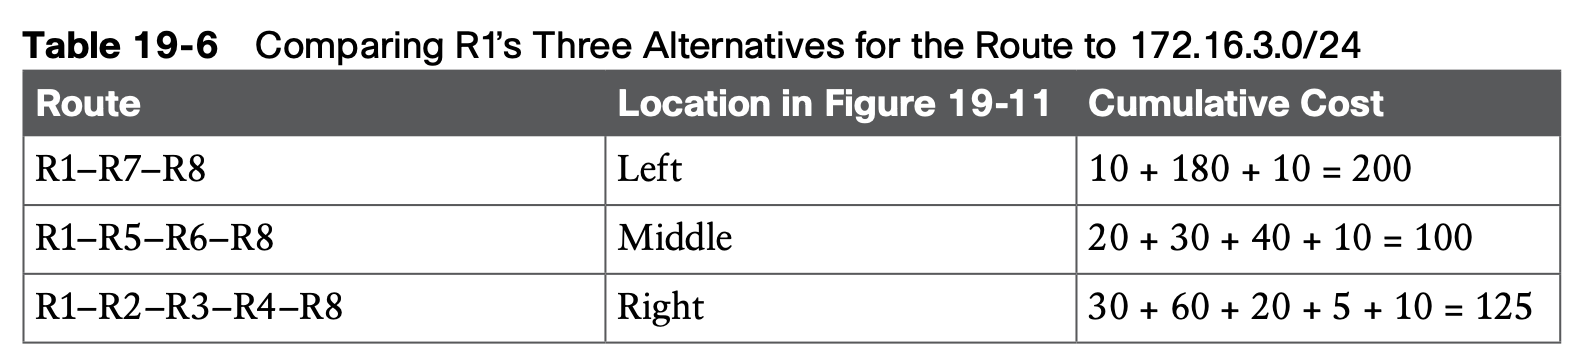 Table 19-6 Comparing R1’s Three Alternatives for the Route to 172.16.3.0/24
Route Location in Figure 19-11 Cumulative Cost
R1–R7–R8 Left 10 + 180 + 10 = 200
R1–R5–R6–R8 Middle 20 + 30 + 40 + 10 = 100
R1–R2–R3–R4–R8 Right 30 + 60 + 20 + 5 + 10 = 125